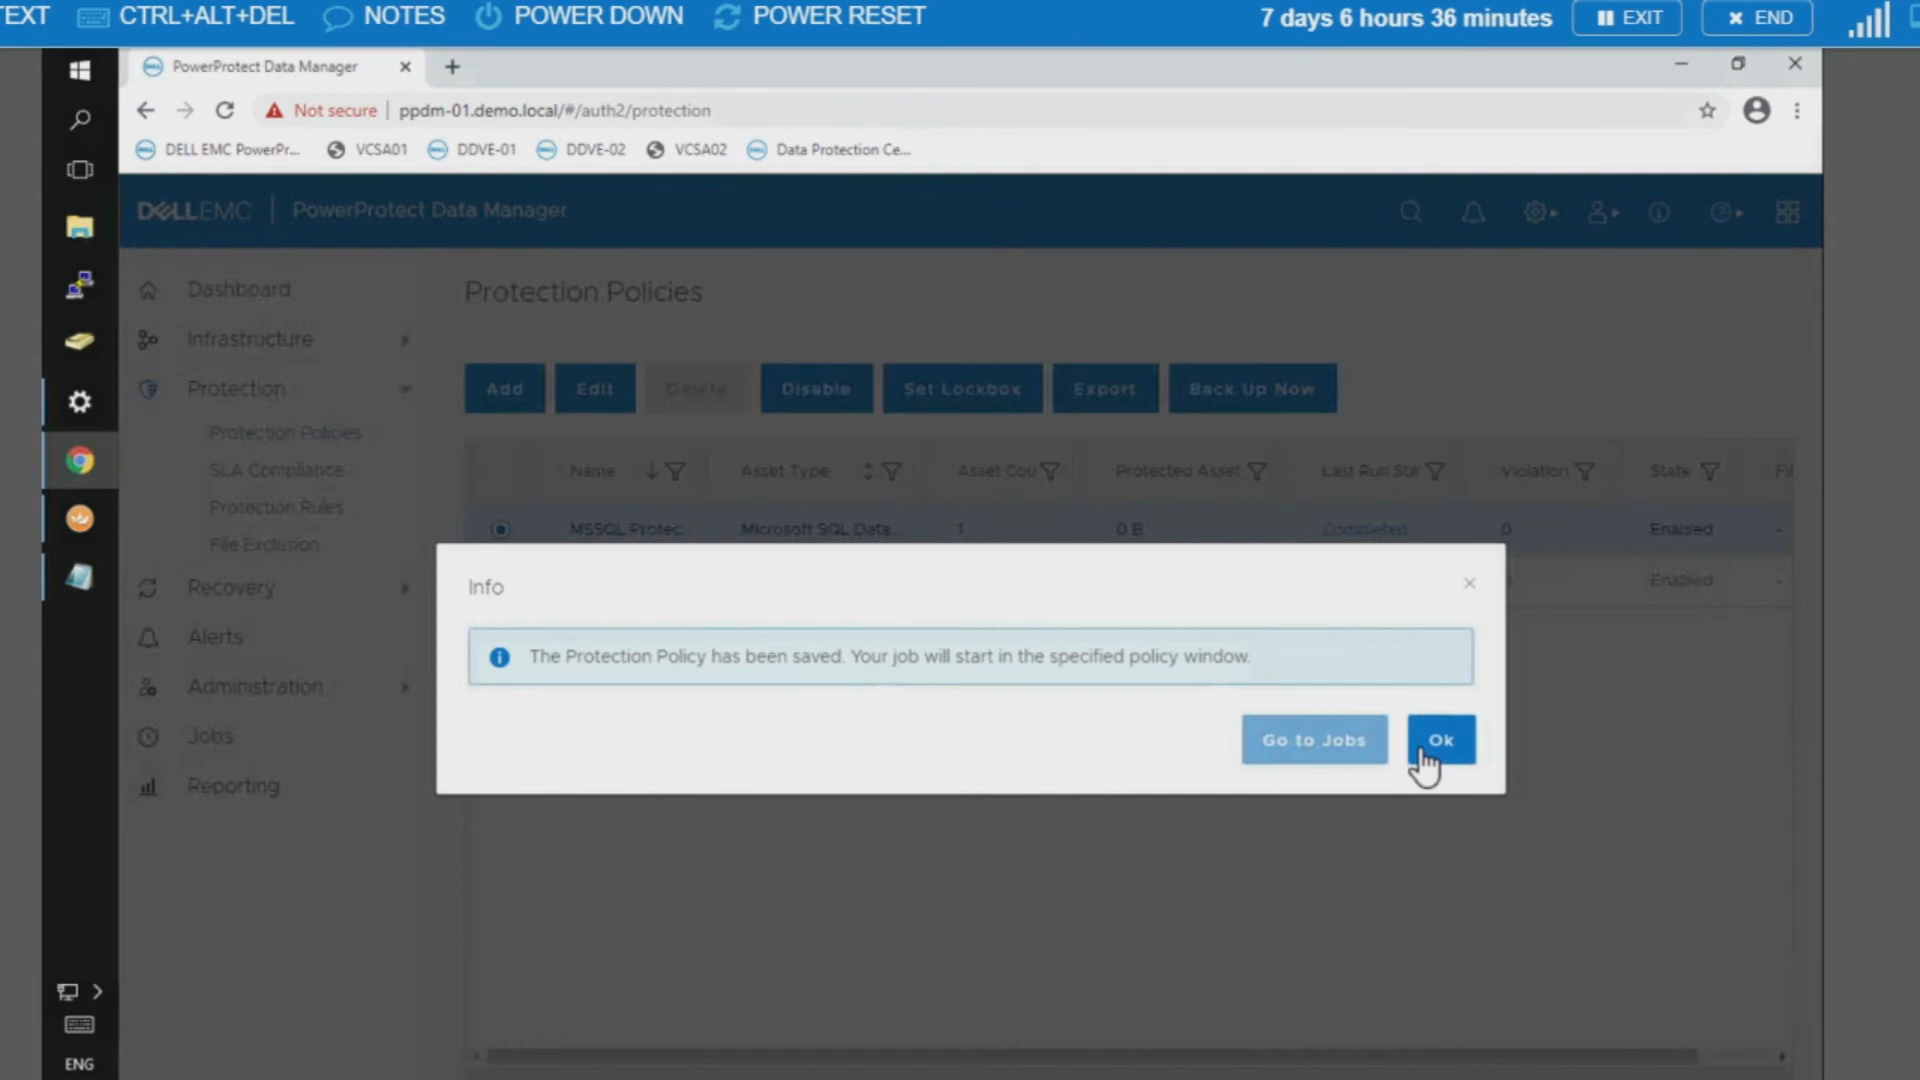 TEXT CTRL+ALT+DEL NOTES POWER DOWN POWER RESET 7 days 6 hours 36 minutes EXIT END
PowerProtect Data Manager
Not secure ppdm-01.demo.local/#/auth2/protection
DELL EMC PowerPr... VCSA01 DDVE-01 DDVE-02 VCSA02 Data Protection Ce...
DELLEMC PowerProtect Data Manager
Dashboard
Infrastructure
Protection
Protection Policies
SLA Compliance
Protection Rules
File Exclusion
Recovery
Alerts
Administration
Jobs
Reporting
Protection Policies
Add Edit Delete Disable Set Lockbox Export Back Up Now
Name Asset Type Asset Cou Protected Asset Last Run Sta Violation State
MSSQL Protec... Microsoft SQL Data... 1 0 B Completed 0 Enabled -
Enabled -
Info
The Protection Policy has been saved. Your job will start in the specified policy window.
Go to Jobs Ok
ENG